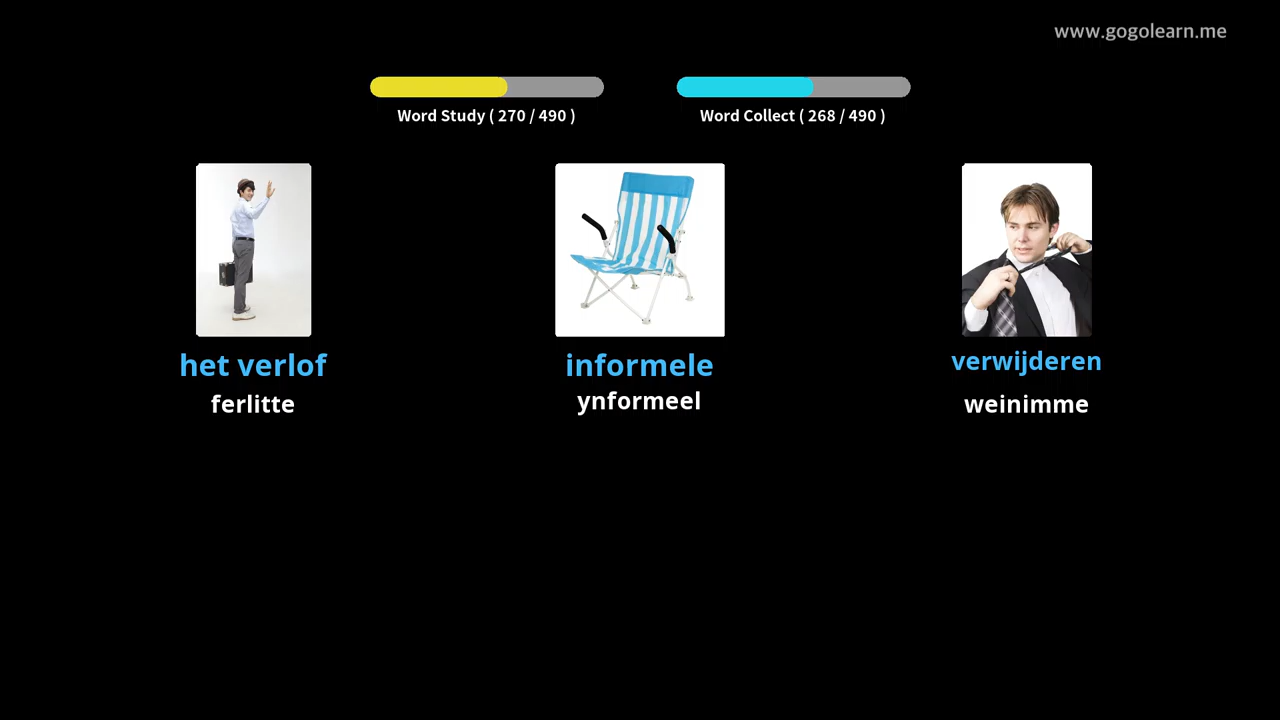 www.gogolearn.me
Word Study ( 270 / 490 )
Word Collect ( 268 / 490 )
het verlof
ferlitte
informele
ynformeel
verwijderen
weinimme